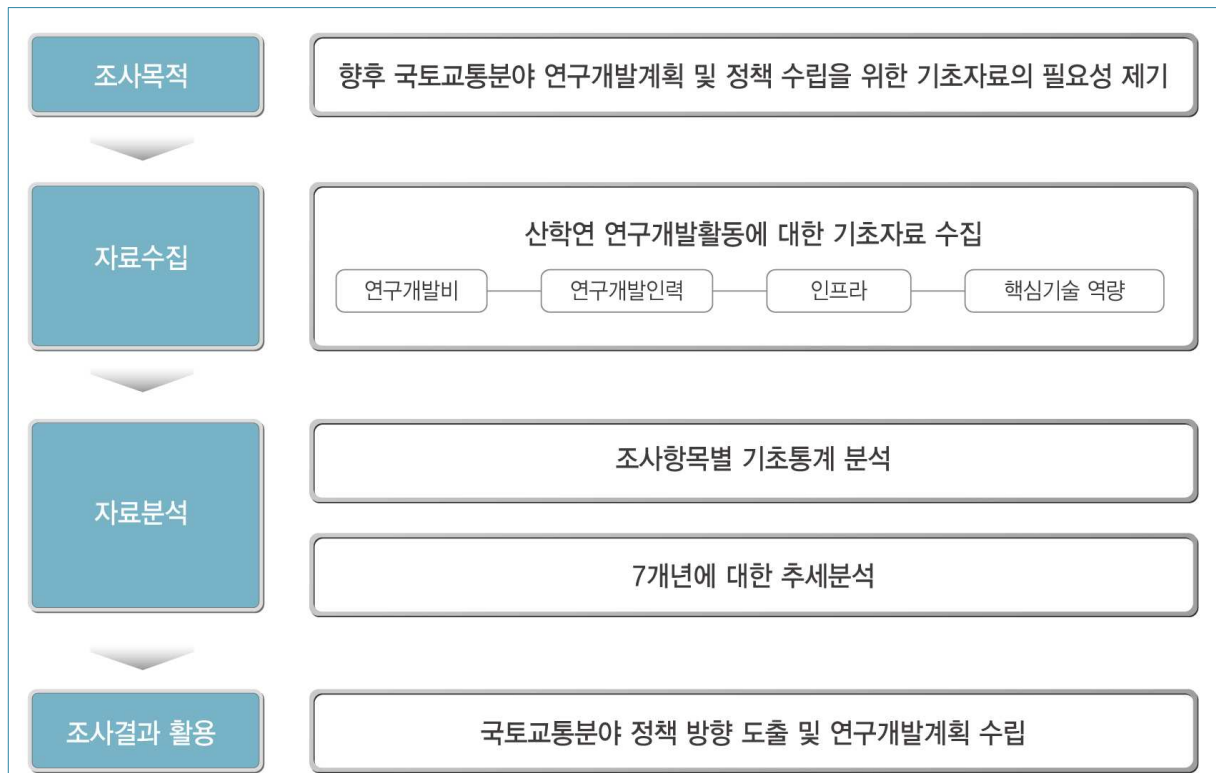 조사목적
향후 국토교통분야 연구개발계획 및 정책 수립을 위한 기초자료의 필요성 제기
자료수집
산학연 연구개발활동에 대한 기초자료 수집
연구개발비
연구개발인력
인프라
핵심기술 역량
자료분석
조사항목별 기초통계 분석
7개년에 대한 추세분석
조사결과 활용
국토교통분야 정책 방향 도출 및 연구개발계획 수립